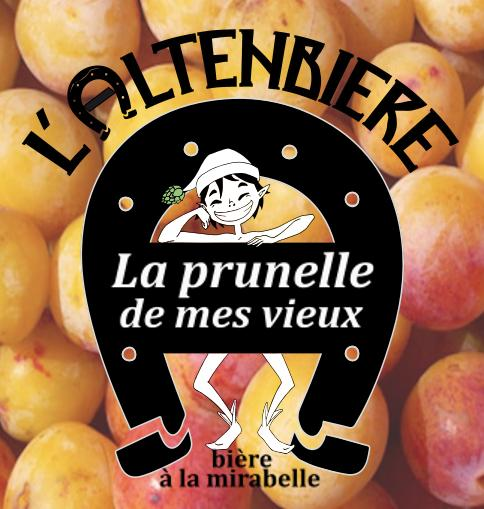 L'ALTENBIERE
La prunelle
de mes vieux
bière
à la mirabelle